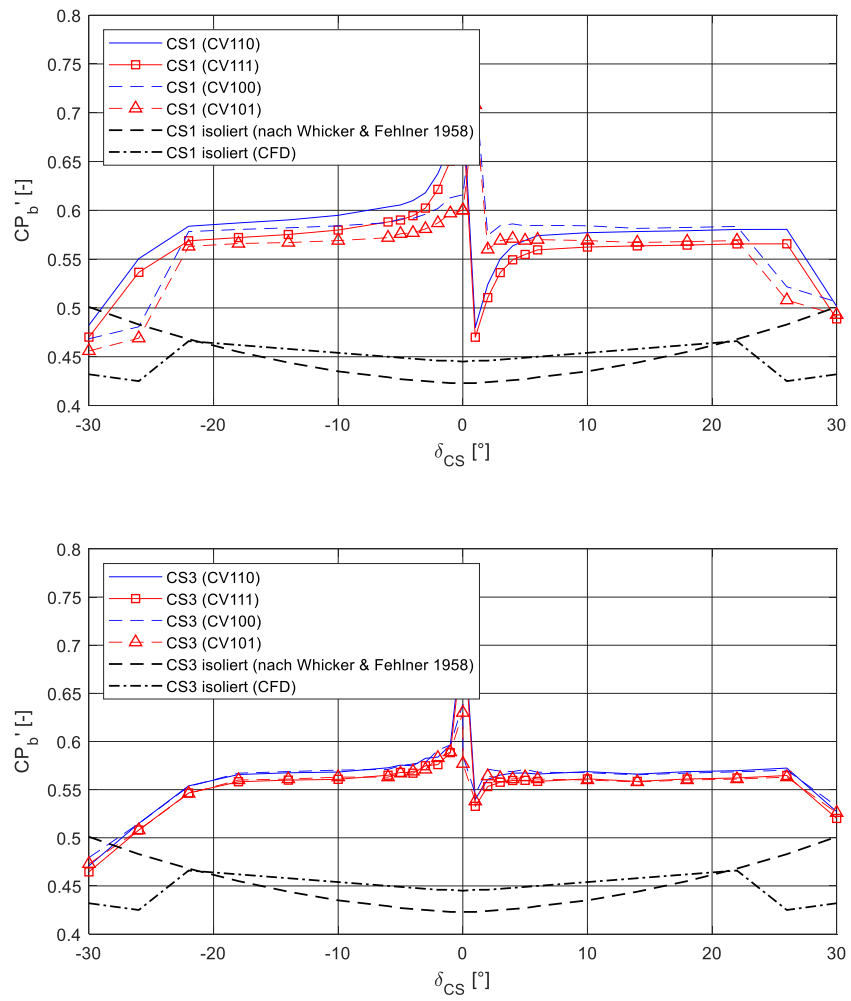 0.8
0.75
0.7
0.65
0.6
0.55
0.5
0.45
0.4
CP_b' [-]
CS1 (CV110)
CS1 (CV111)
CS1 (CV100)
CS1 (CV101)
CS1 isoliert (nach Whicker & Fehlner 1958)
CS1 isoliert (CFD)
-30 -20 -10 0 10 20 30
δ_CS [°]
0.8
0.75
0.7
0.65
0.6
0.55
0.5
0.45
0.4
CP_b' [-]
CS3 (CV110)
CS3 (CV111)
CS3 (CV100)
CS3 (CV101)
CS3 isoliert (nach Whicker & Fehlner 1958)
CS3 isoliert (CFD)
-30 -20 -10 0 10 20 30
δ_CS [°]